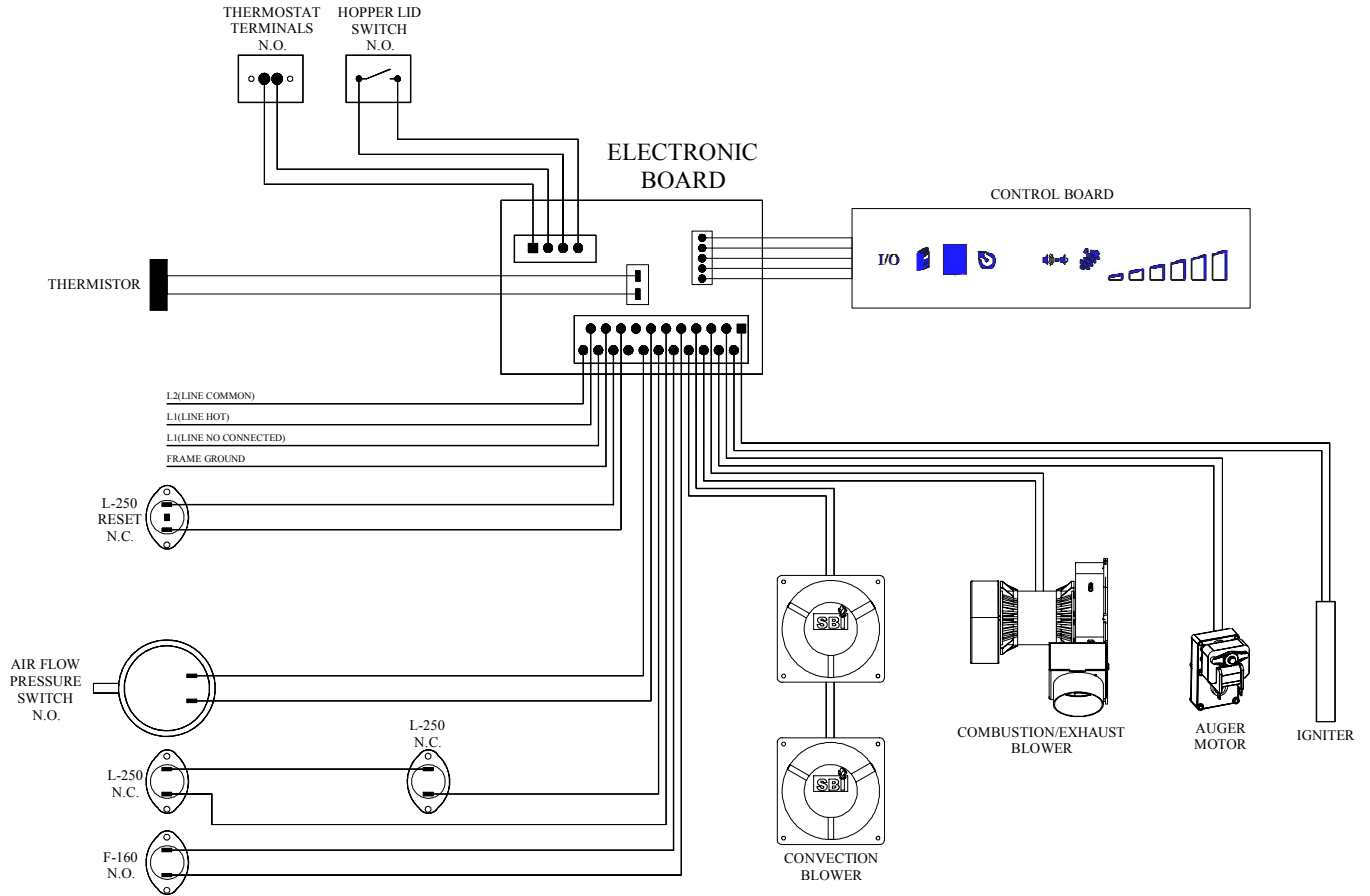 THERMOSTAT
TERMINALS
N.O.
HOPPER LID
SWITCH
N.O.
ELECTRONIC
BOARD
CONTROL BOARD
I/O
THERMISTOR
L2(LINE COMMON)
L1(LINE HOT)
L1(LINE NO CONNECTED)
FRAME GROUND
L-250
RESET
N.C.
SBI
AIR FLOW
PRESSURE
SWITCH
N.O.
COMBUSTION/EXHAUST
BLOWER
AUGER
MOTOR
IGNITER
L-250
N.C.
L-250
N.C.
SBI
F-160
N.O.
CONVECTION
BLOWER